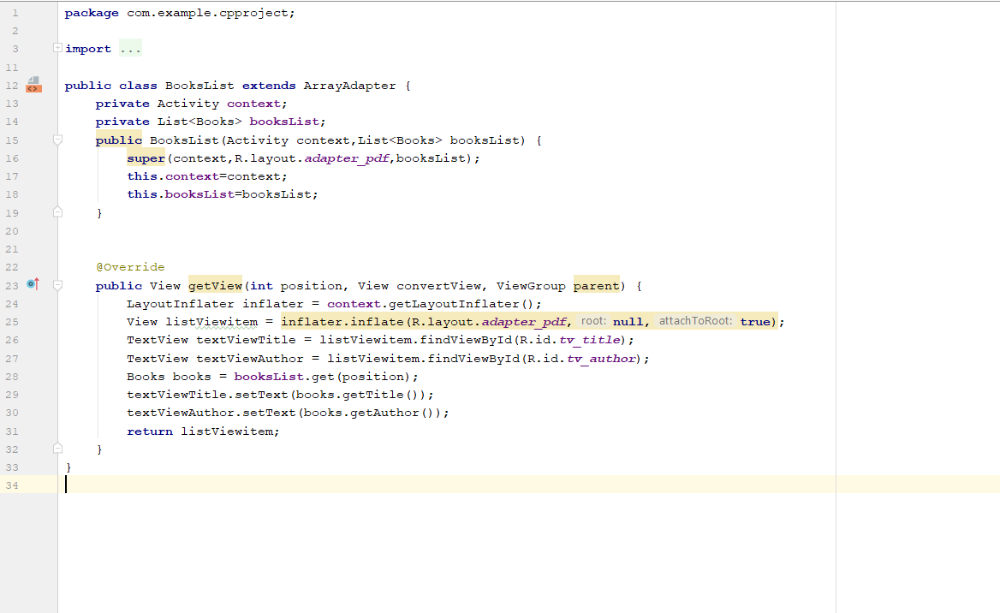 1 package com.example.cpproject;
2
3 import ...
11
12 public class BooksList extends ArrayAdapter {
13 private Activity context;
14 private List<Books> booksList;
15 public BooksList(Activity context,List<Books> booksList) {
16 super(context,R.layout.adapter_pdf,booksList);
17 this.context=context;
18 this.booksList=booksList;
19 }
20
21
22 @Override
23 public View getView(int position, View convertView, ViewGroup parent) {
24 LayoutInflater inflater = context.getLayoutInflater();
25 View listViewitem = inflater.inflate(R.layout.adapter_pdf, root: null, attachToRoot: true);
26 TextView textViewTitle = listViewitem.findViewById(R.id.tv_title);
27 TextView textViewAuthor = listViewitem.findViewById(R.id.tv_author);
28 Books books = booksList.get(position);
29 textViewTitle.setText(books.getTitle());
30 textViewAuthor.setText(books.getAuthor());
31 return listViewitem;
32 }
33 }
34